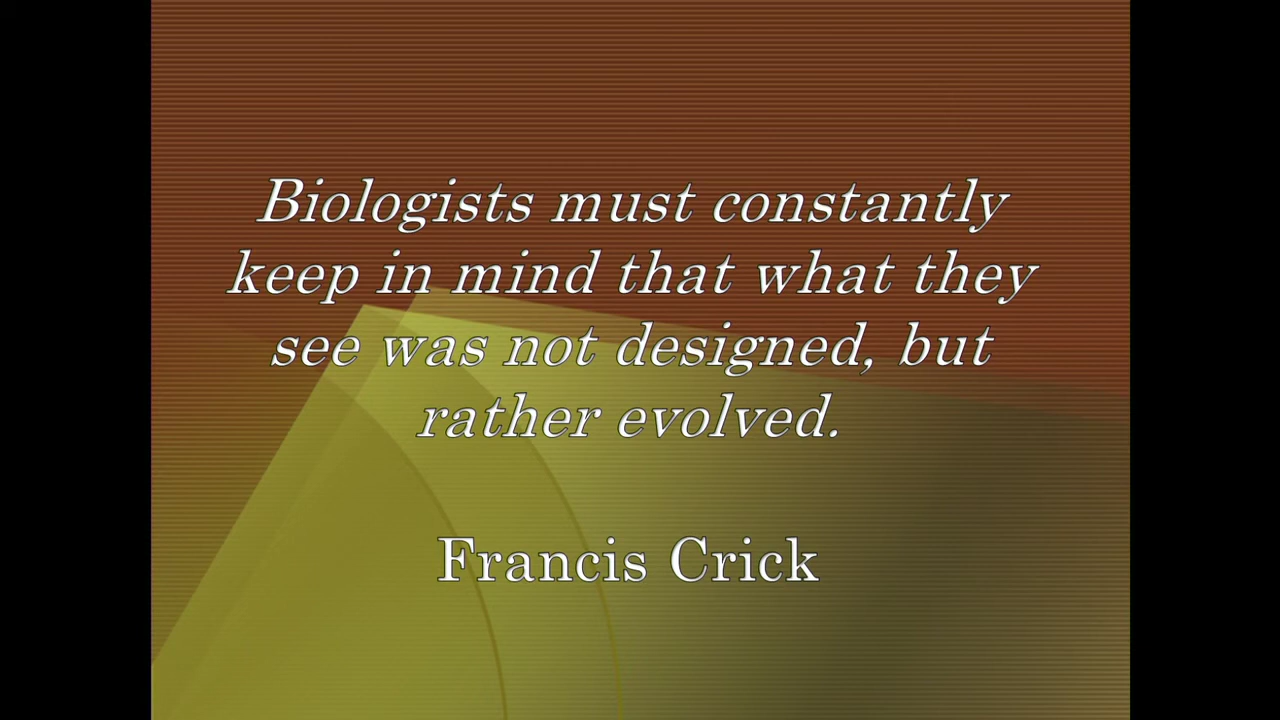 Biologists must constantly
keep in mind that what they
see was not designed, but
rather evolved.
Francis Crick